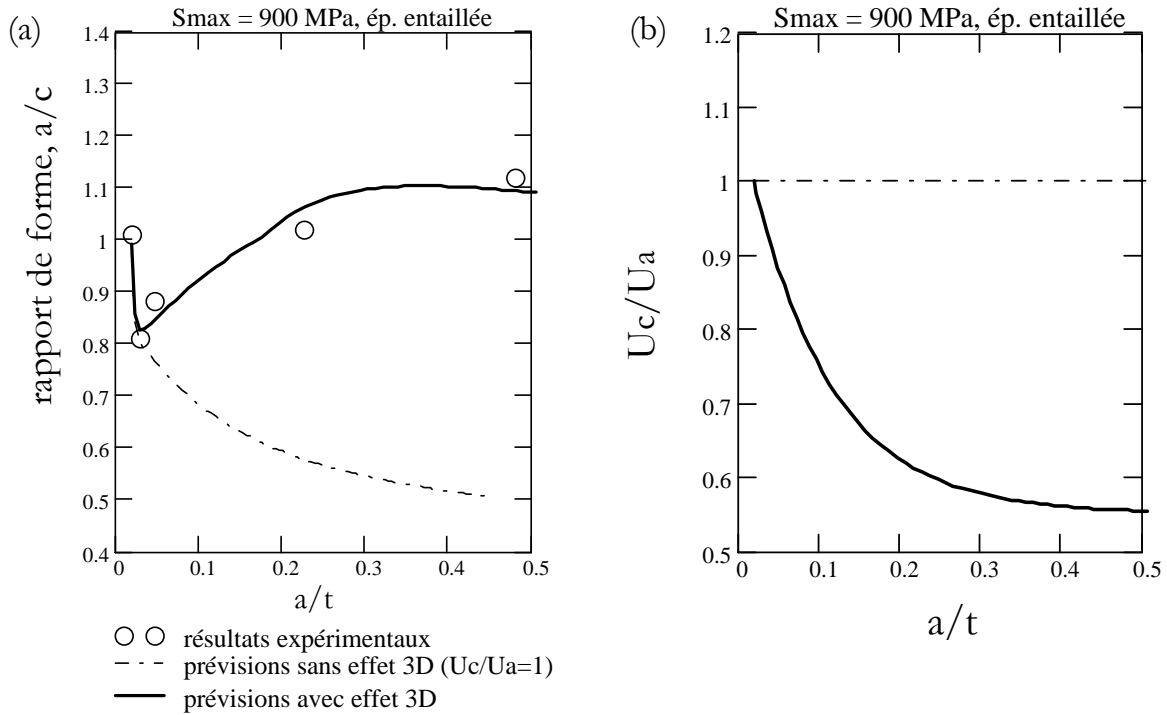 (a)
Smax = 900 MPa, ép. entaillée
1.4
1.3
1.2
1.1
1
0.9
0.8
0.7
0.6
0.5
0.4
rapport de forme, a/c
0
0.1
0.2
0.3
0.4
0.5
a/t
résultats expérimentaux
prévisions sans effet 3D (Uc/Ua=1)
prévisions avec effet 3D
(b)
Smax = 900 MPa, ép. entaillée
1.2
1.1
1
0.9
0.8
0.7
0.6
0.5
Uc/Ua
0
0.1
0.2
0.3
0.4
0.5
a/t